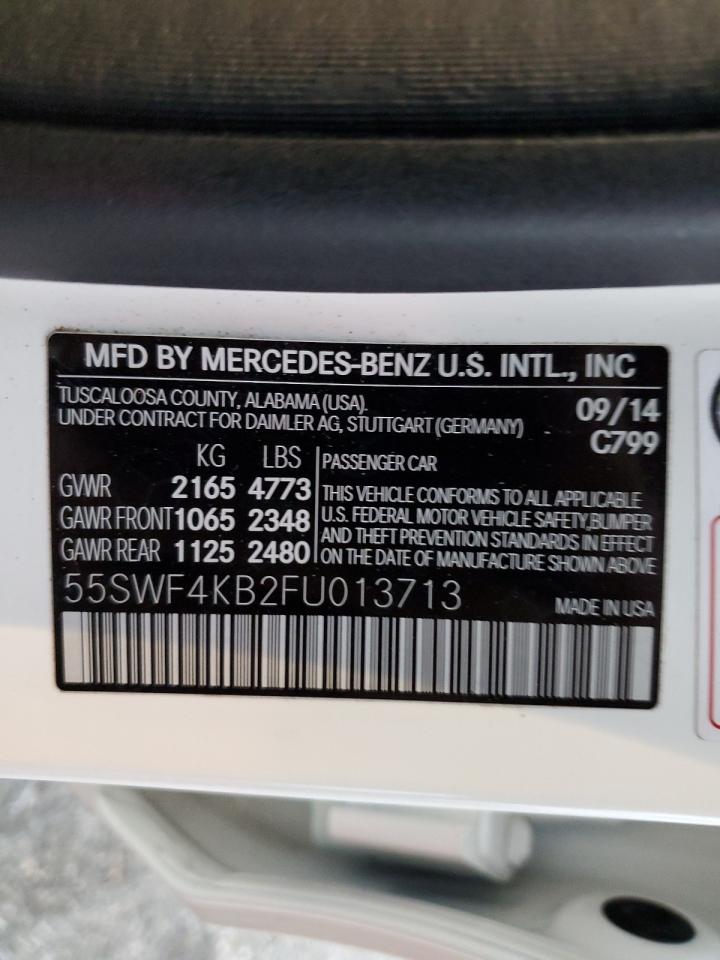 MFD BY MERCEDES-BENZ U.S. INTL., INC
TUSCALOOSA COUNTY, ALABAMA (USA).
UNDER CONTRACT FOR DAIMLER AG, STUTTGART (GERMANY)
09/14
C799
KG LBS
GVWR 2165 4773
GAWR FRONT 1065 2348
GAWR REAR 1125 2480
PASSENGER CAR
THIS VEHICLE CONFORMS TO ALL APPLICABLE
U.S. FEDERAL MOTOR VEHICLE SAFETY,BUMPER
AND THEFT PREVENTION STANDARDS IN EFFECT
ON THE DATE OF MANUFACTURE SHOWN ABOVE
55SWF4KB2FU013713
MADE IN USA